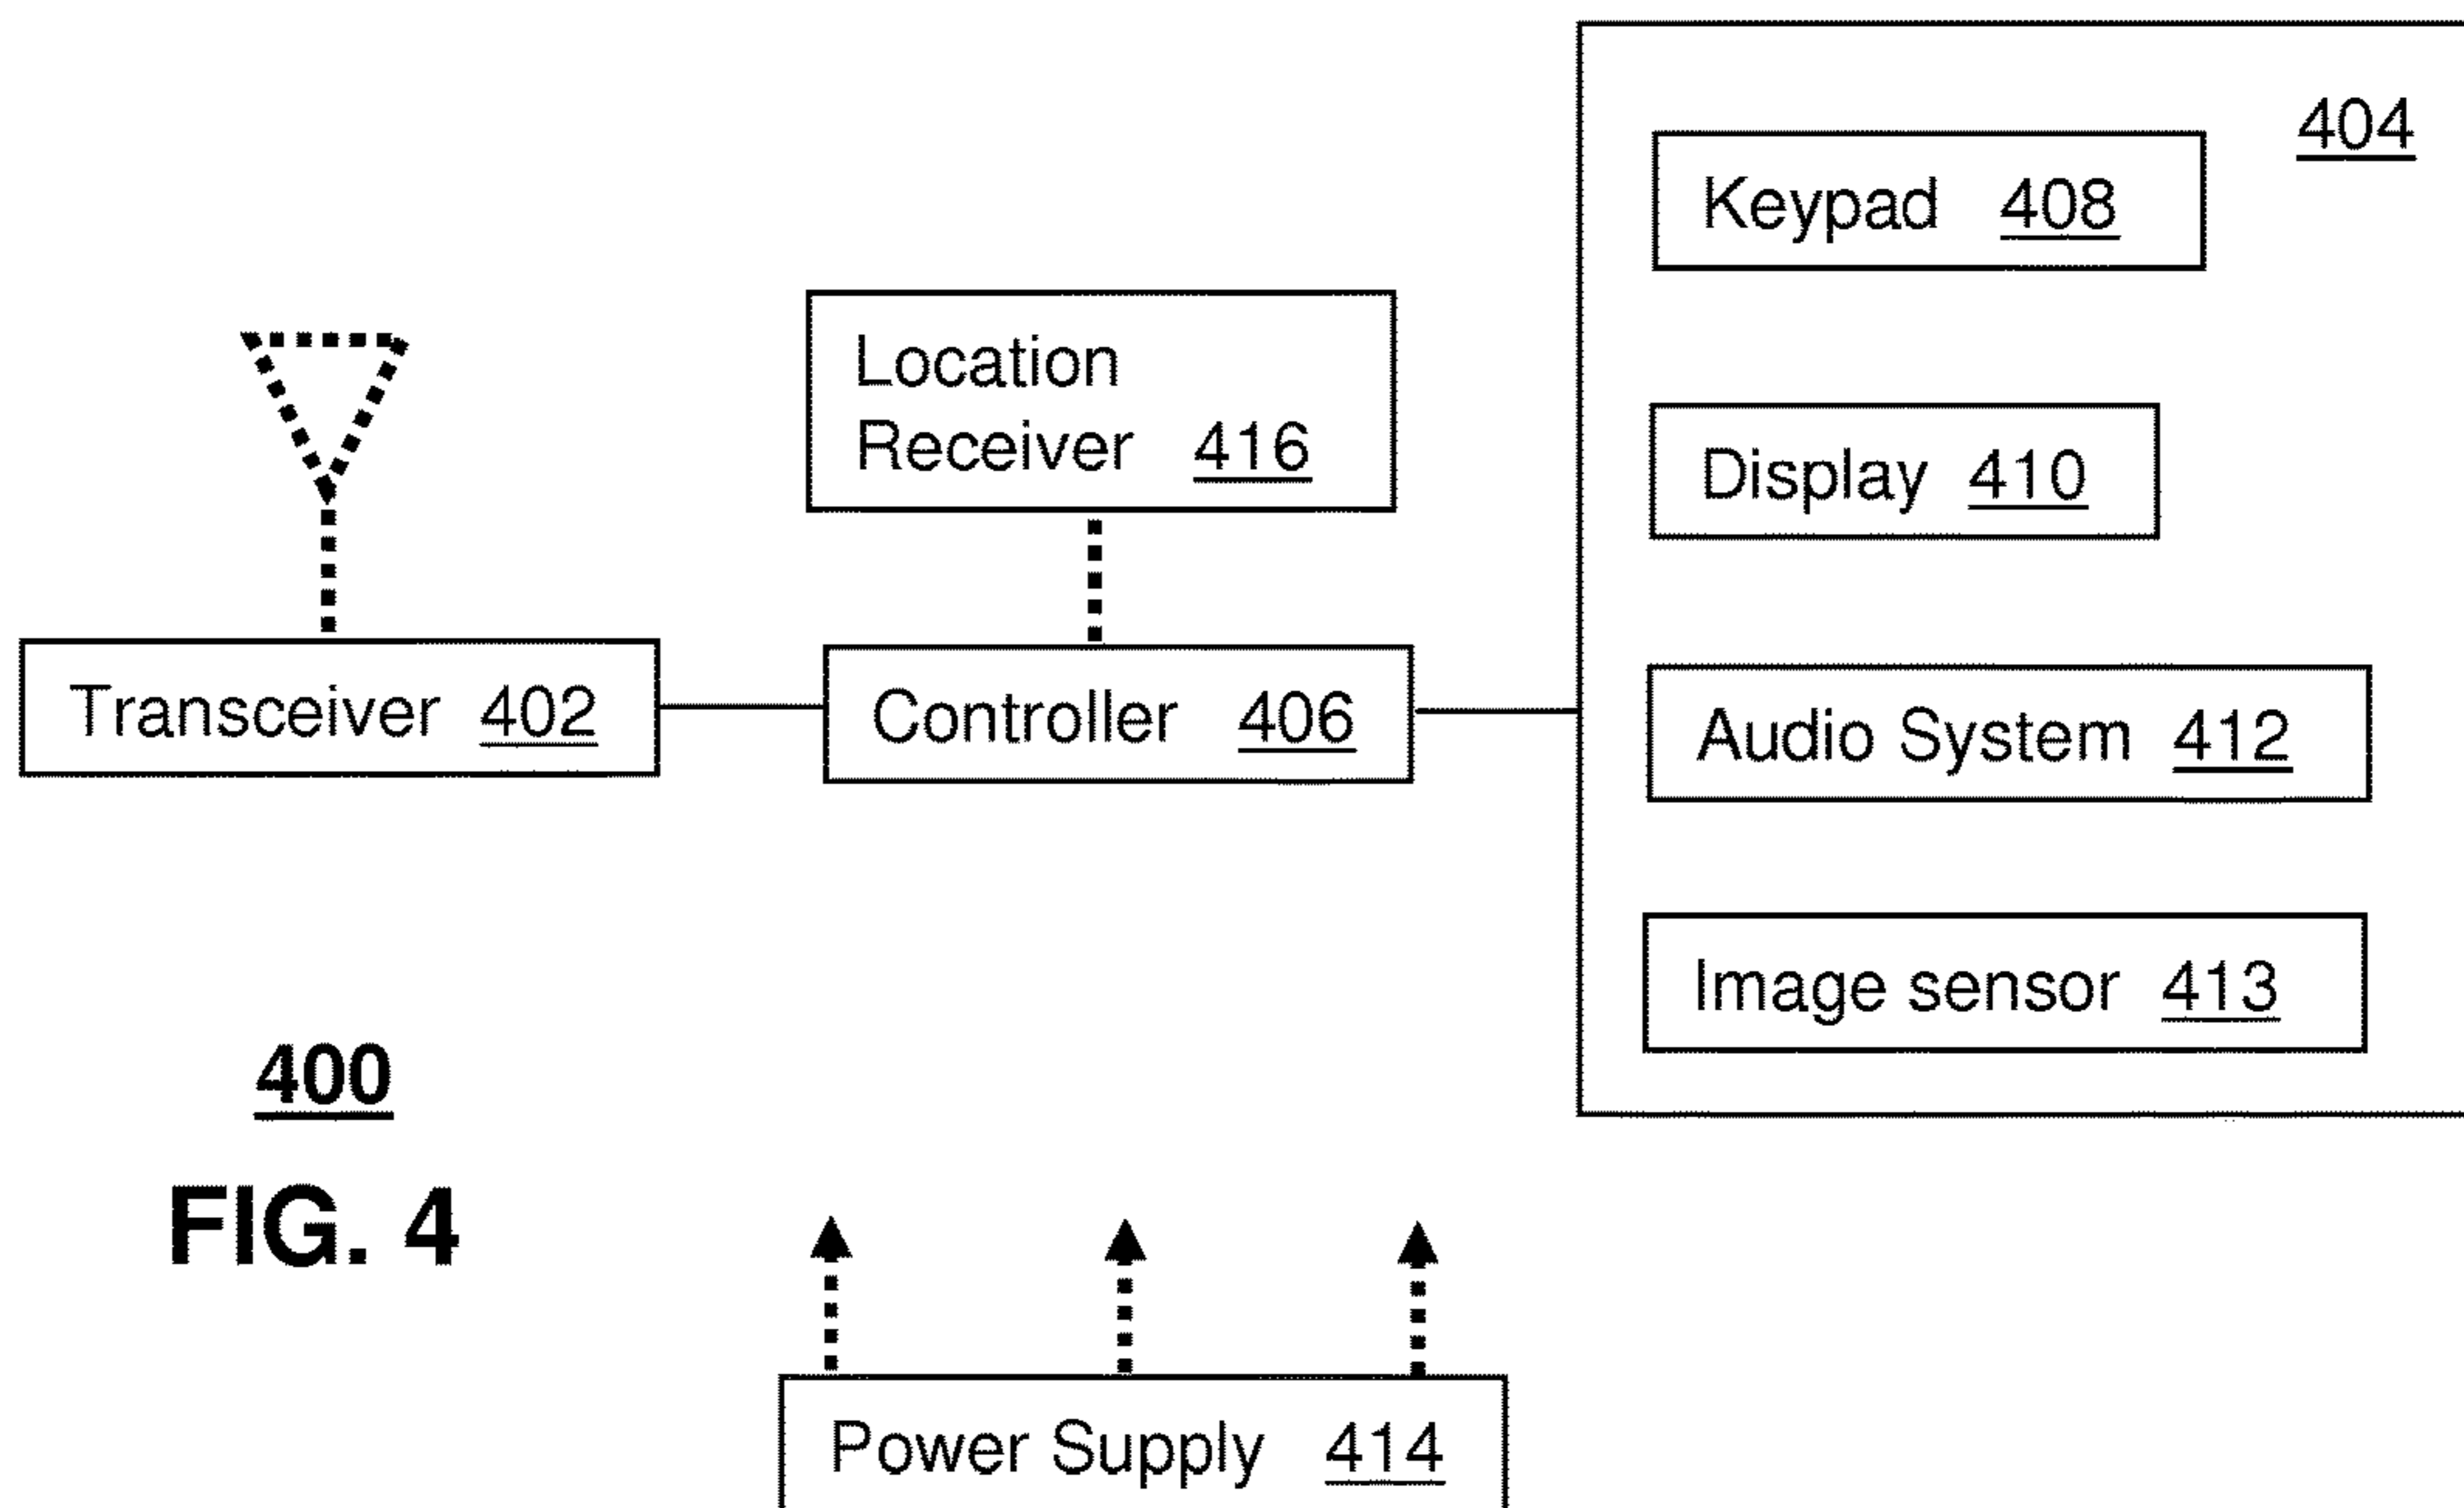 404
Keypad 408
Location
Receiver 416
Display 410
Transceiver 402
Controller 406
Audio System 412
Image sensor 413
400
FIG. 4
Power Supply 414